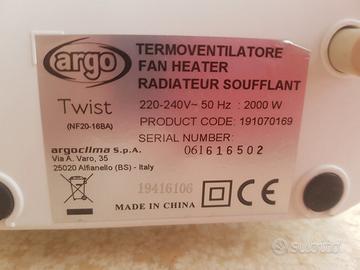 argo
TERMOVENTILATORE
FAN HEATER
RADIATEUR SOUFFLANT
Twist
(NF20-16BA)
220-240V~ 50 Hz : 2000 W
PRODUCT CODE: 191070169
SERIAL NUMBER:
061616502
argoclima S.p.A.
Via A. Varo, 35
25020 Alfianello (BS) - Italy
19416106
CE
MADE IN CHINA
subito